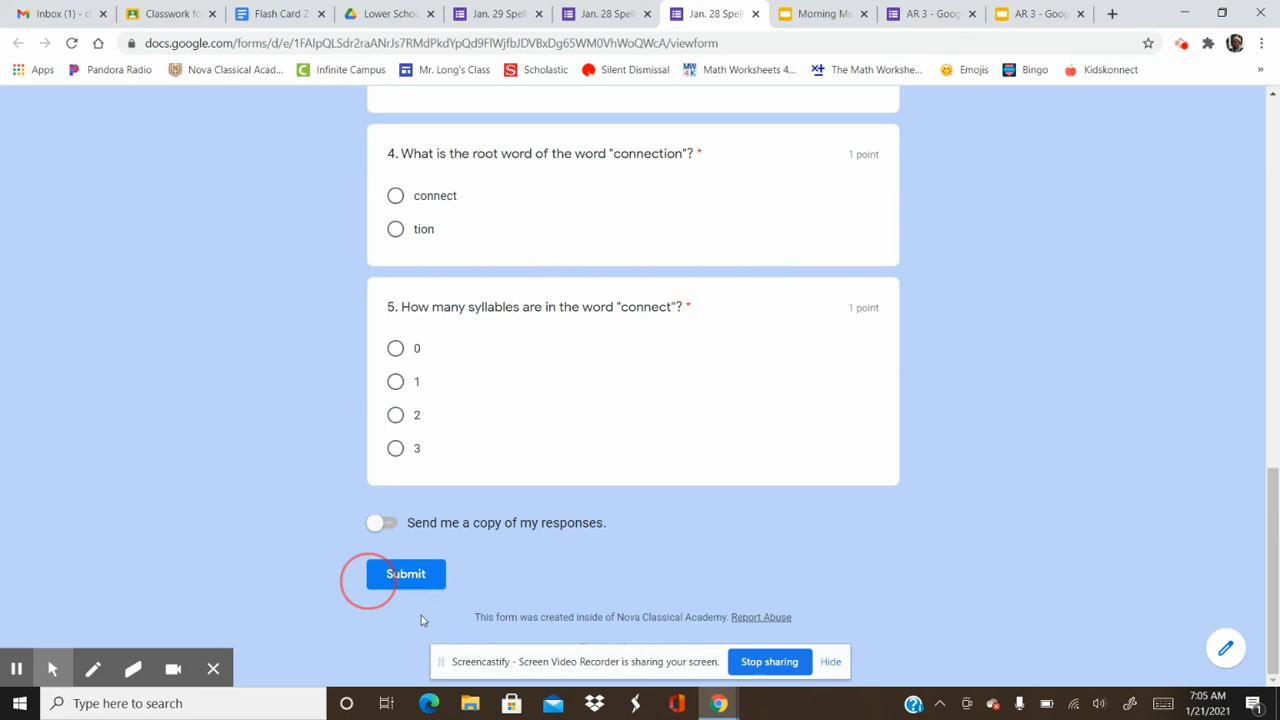 Inbox (1) - c
Classwork fo
Flash Card Z
Lower Scho
Jan. 29 Spel
Jan. 28 Spel
Jan. 28 Spel
Morning Me
AR 3 - Goog
AR 3 - Goog
docs.google.com/forms/d/e/1FAIpQLSdr2raANrJs7RMdPkdYpQd9FlWjfbJDVBxDg65WM0VhWoQWcA/viewform
Apps
Pandora Radio
Nova Classical Acad...
Infinite Campus
Mr. Long's Class
Scholastic
Silent Dismissal
Math Worksheets 4...
The Math Workshe...
Emojis
Bingo
Kidskonnect
»
4. What is the root word of the word "connection"? *
1 point
connect
tion
5. How many syllables are in the word "connect"? *
1 point
0
1
2
3
Send me a copy of my responses.
Submit
This form was created inside of Nova Classical Academy. Report Abuse
Screencastify - Screen Video Recorder is sharing your screen.
Stop sharing
Hide
Type here to search
7:05 AM
1/21/2021